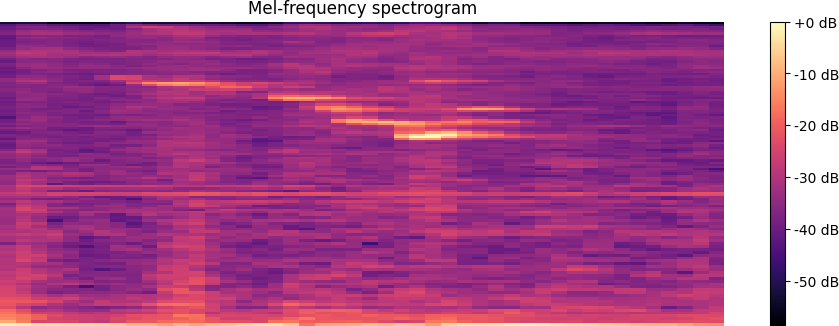 Mel-frequency spectrogram
+0 dB
-10 dB
-20 dB
-30 dB
-40 dB
-50 dB